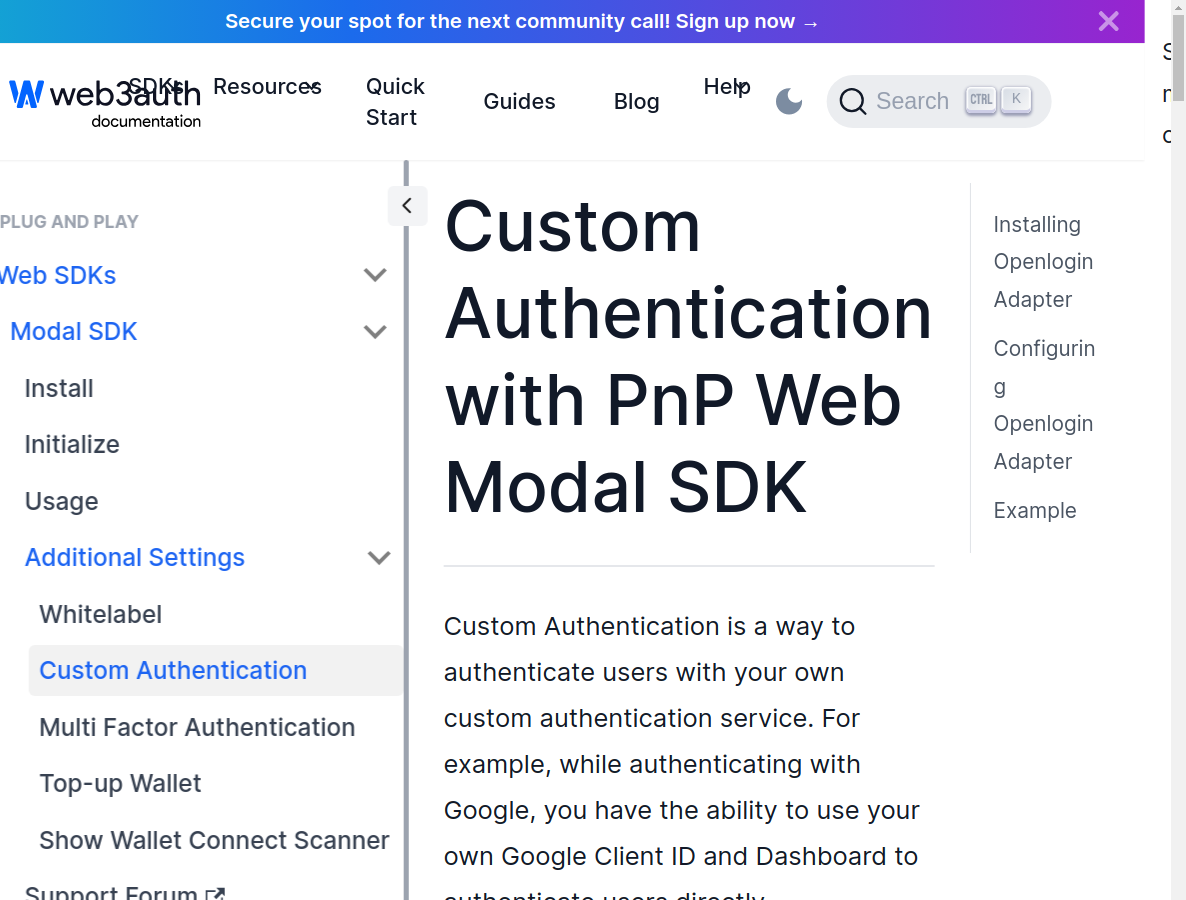 Secure your spot for the next community call! Sign up now →
web3auth
documentation
SDKs
Resources
Quick
Start
Guides
Blog
Help
Search
CTRL
K
PLUG AND PLAY
Web SDKs
Modal SDK
Install
Initialize
Usage
Additional Settings
Whitelabel
Custom Authentication
Multi Factor Authentication
Top-up Wallet
Show Wallet Connect Scanner
Support Forum
Custom
Authentication
with PnP Web
Modal SDK
Custom Authentication is a way to
authenticate users with your own
custom authentication service. For
example, while authenticating with
Google, you have the ability to use your
own Google Client ID and Dashboard to
authenticate users directly.
Installing
Openlogin
Adapter
Configurin
g
Openlogin
Adapter
Example